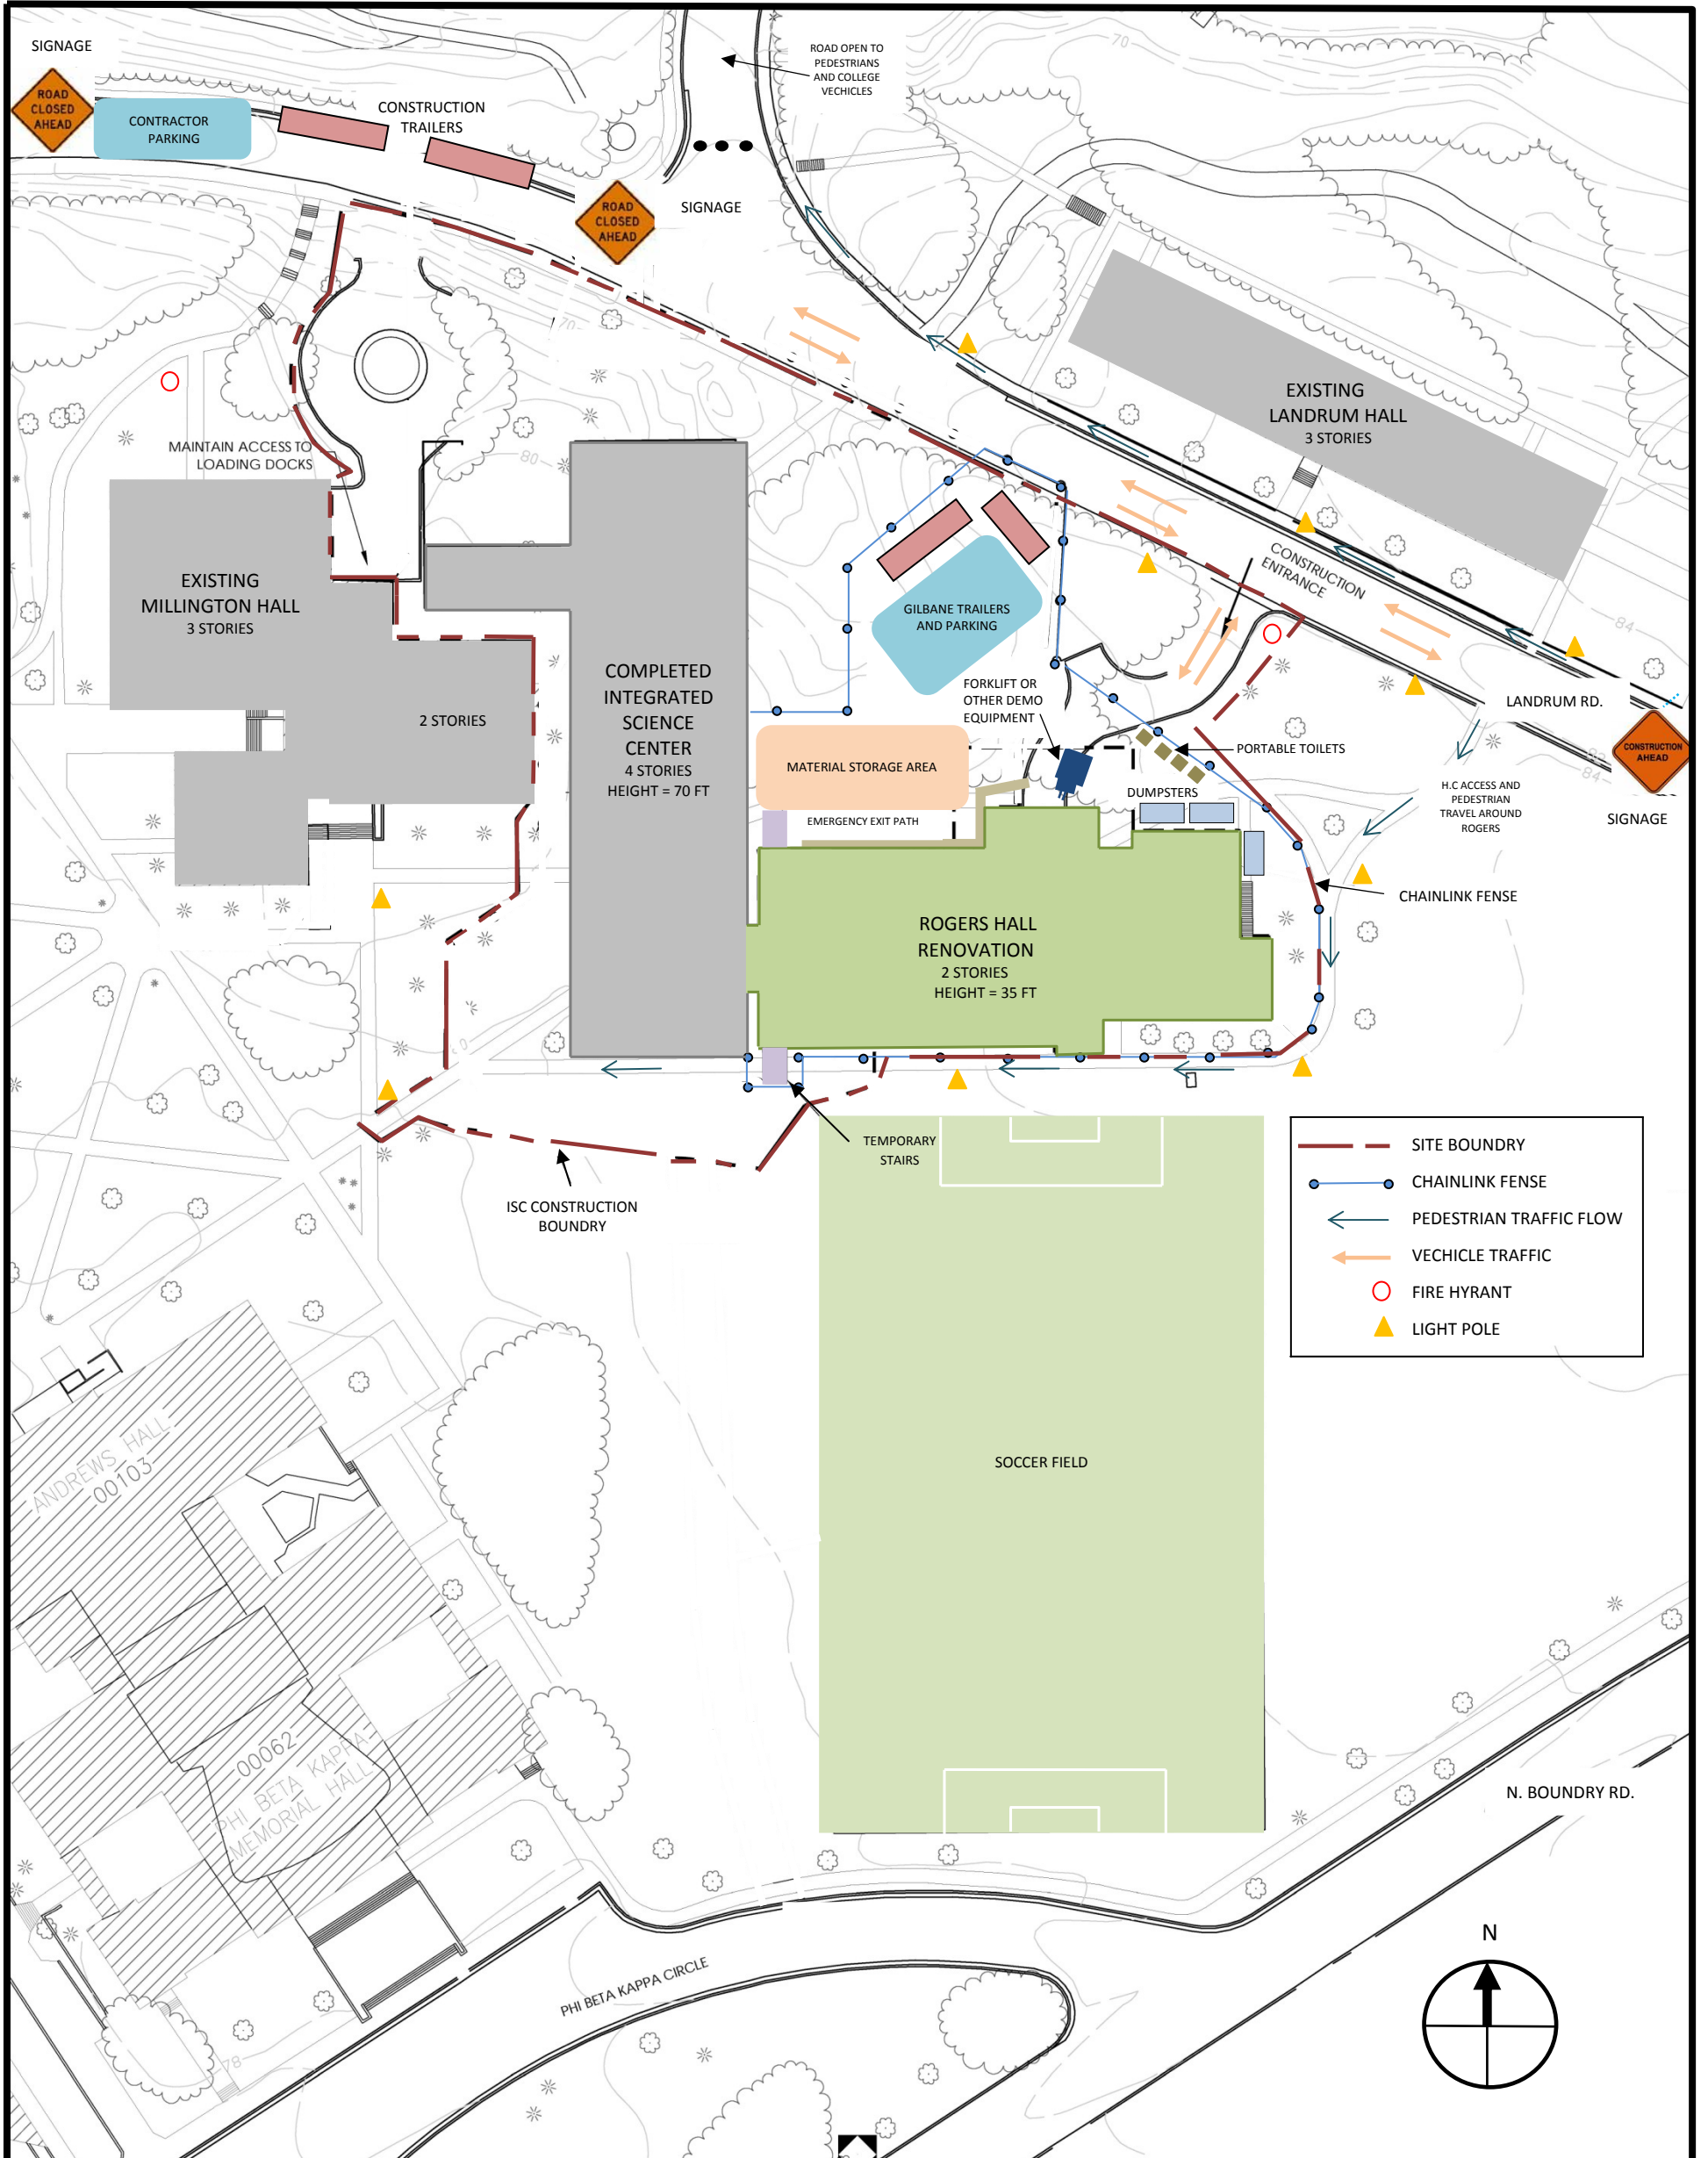 SIGNAGE
ROAD
CLOSED
AHEAD
CONTRACTOR
PARKING
CONSTRUCTION
TRAILERS
ROAD OPEN TO
PEDESTRIANS
AND COLLEGE
VECHICLES
70
ROAD
CLOSED
AHEAD
SIGNAGE
70
MAINTAIN ACCESS TO
LOADING DOCKS
80
EXISTING
LANDRUM HALL
3 STORIES
EXISTING
MILLINGTON HALL
3 STORIES
2 STORIES
COMPLETED
INTEGRATED
SCIENCE
CENTER
4 STORIES
HEIGHT = 70 FT
GILBANE TRAILERS
AND PARKING
CONSTRUCTION
ENTRANCE
84
FORKLIFT OR
OTHER DEMO
EQUIPMENT
LANDRUM RD.
CONSTRUCTION
AHEAD
84
SIGNAGE
MATERIAL STORAGE AREA
PORTABLE TOILETS
DUMPSTERS
H.C ACCESS AND
PEDESTRIAN
TRAVEL AROUND
ROGERS
EMERGENCY EXIT PATH
CHAINLINK FENSE
ROGERS HALL
RENOVATION
2 STORIES
HEIGHT = 35 FT
TEMPORARY
STAIRS
ISC CONSTRUCTION
BOUNDRY
SITE BOUNDRY
CHAINLINK FENSE
PEDESTRIAN TRAFFIC FLOW
VECHICLE TRAFFIC
FIRE HYRANT
LIGHT POLE
SOCCER FIELD
ANDREWS HALL
00103
00062
PHI BETA KAPPA
MEMORIAL HALL
N. BOUNDRY RD.
PHI BETA KAPPA CIRCLE
78
N